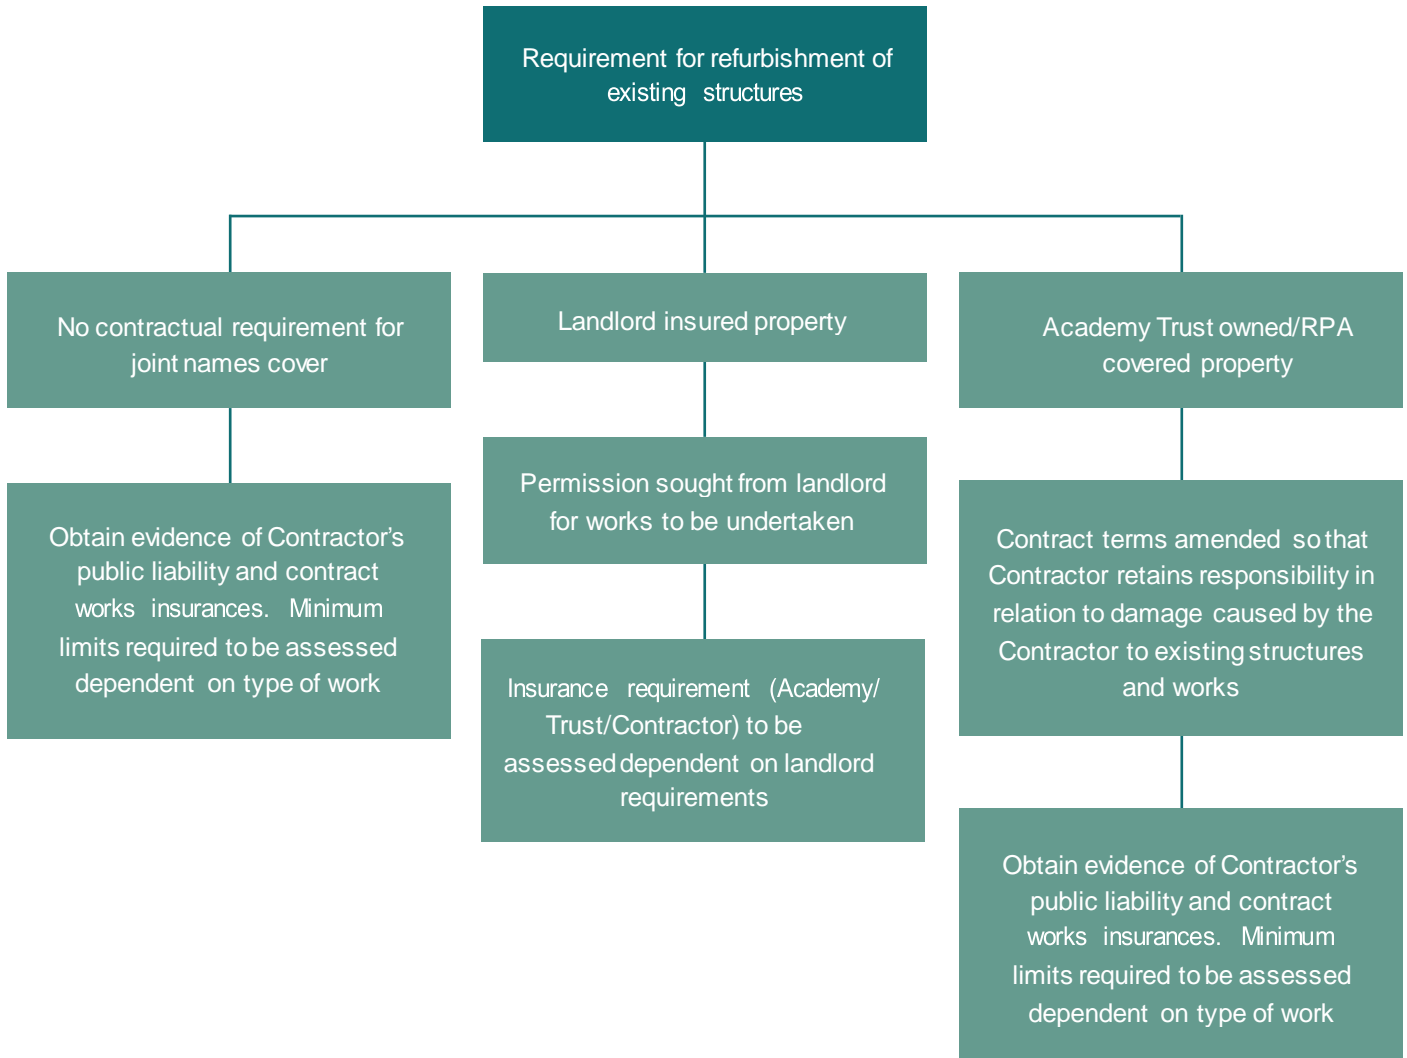 Requirement for refurbishment of
existing structures
No contractual requirement for
joint names cover
Obtain evidence of Contractor’s
public liability and contract
works insurances. Minimum
limits required to be assessed
dependent on type of work
Landlord insured property
Permission sought from landlord
for works to be undertaken
Insurance requirement (Academy/
Trust/Contractor) to be
assessed dependent on landlord
requirements
Academy Trust owned/RPA
covered property
Contract terms amended so that
Contractor retains responsibility in
relation to damage caused by the
Contractor to existing structures
and works
Obtain evidence of Contractor’s
public liability and contract
works insurances. Minimum
limits required to be assessed
dependent on type of work